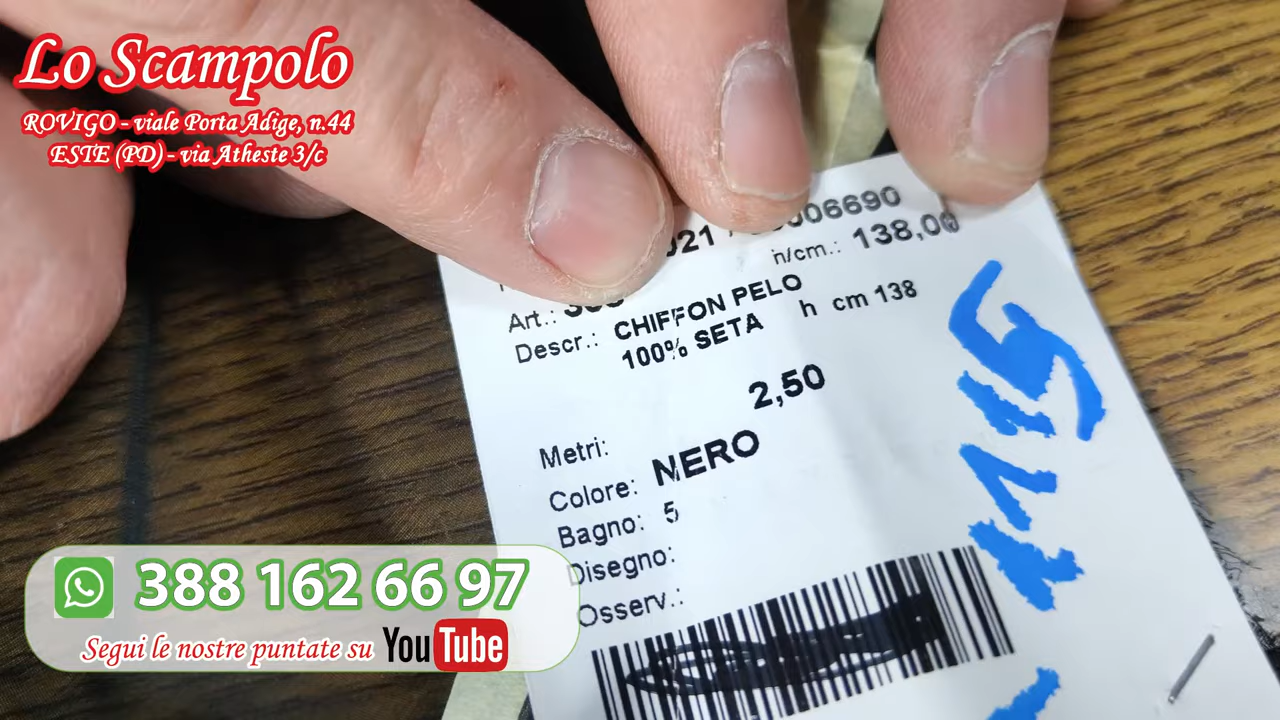 Lo Scampolo
ROVIGO - viale Porta Adige, n.44
ESTE (PD) - via Atheste 3/c
006690
h/cm.: 138,00
Art.:
Descr.: CHIFFON PELO
100% SETA h cm 138
2,50
Metri:
Colore: NERO
Bagno: 5
Disegno:
Osserv.:
388 162 66 97
Segui le nostre puntate su YouTube